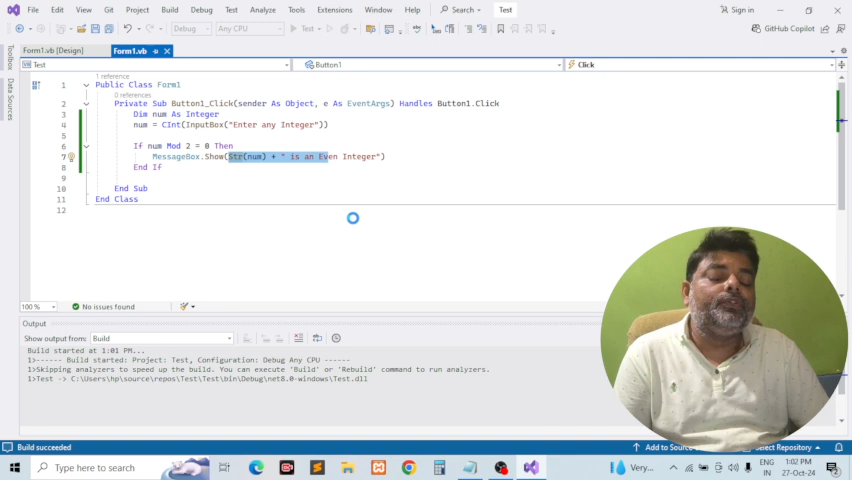 File Edit View Git Project Build Debug Test Analyze Tools Extensions Window Help Search Test Sign in
Debug Any CPU Test GitHub Copilot
Form1.vb [Design] Form1.vb
Toolbox
Data Sources
Test Button1 Click
1 reference
1 Public Class Form1
0 references
2 Private Sub Button1_Click(sender As Object, e As EventArgs) Handles Button1.Click
3 Dim num As Integer
4 num = CInt(InputBox("Enter any Integer"))
5
6 If num Mod 2 = 0 Then
7 MessageBox.Show(Str(num) + " is an Even Integer")
8 End If
9
10 End Sub
11 End Class
12
100 % No issues found
Output
Show output from: Build
Build started at 1:01 PM...
1>------ Build started: Project: Test, Configuration: Debug Any CPU ------
1>Skipping analyzers to speed up the build. You can execute 'Build' or 'Rebuild' command to run analyzers.
1>Test -> C:\Users\hp\source\repos\Test\Test\bin\Debug\net8.0-windows\Test.dll
Build succeeded Add to Source Select Repository
Type here to search Very... ENG 1:02 PM
IN 27-Oct-24
2